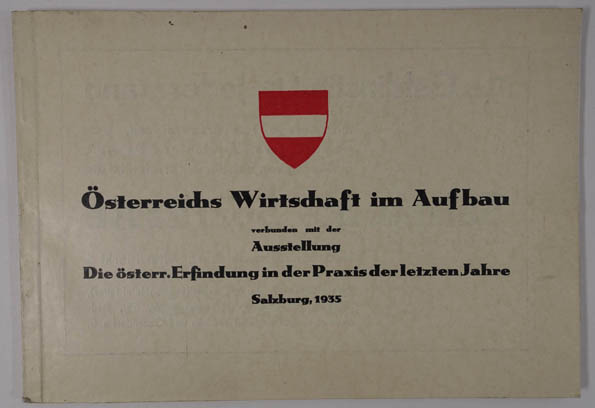 Österreichs Wirtschaft im Aufbau
verbunden mit der
Ausstellung
Die österr. Erfindung in der Praxis der letzten Jahre
Salzburg, 1935